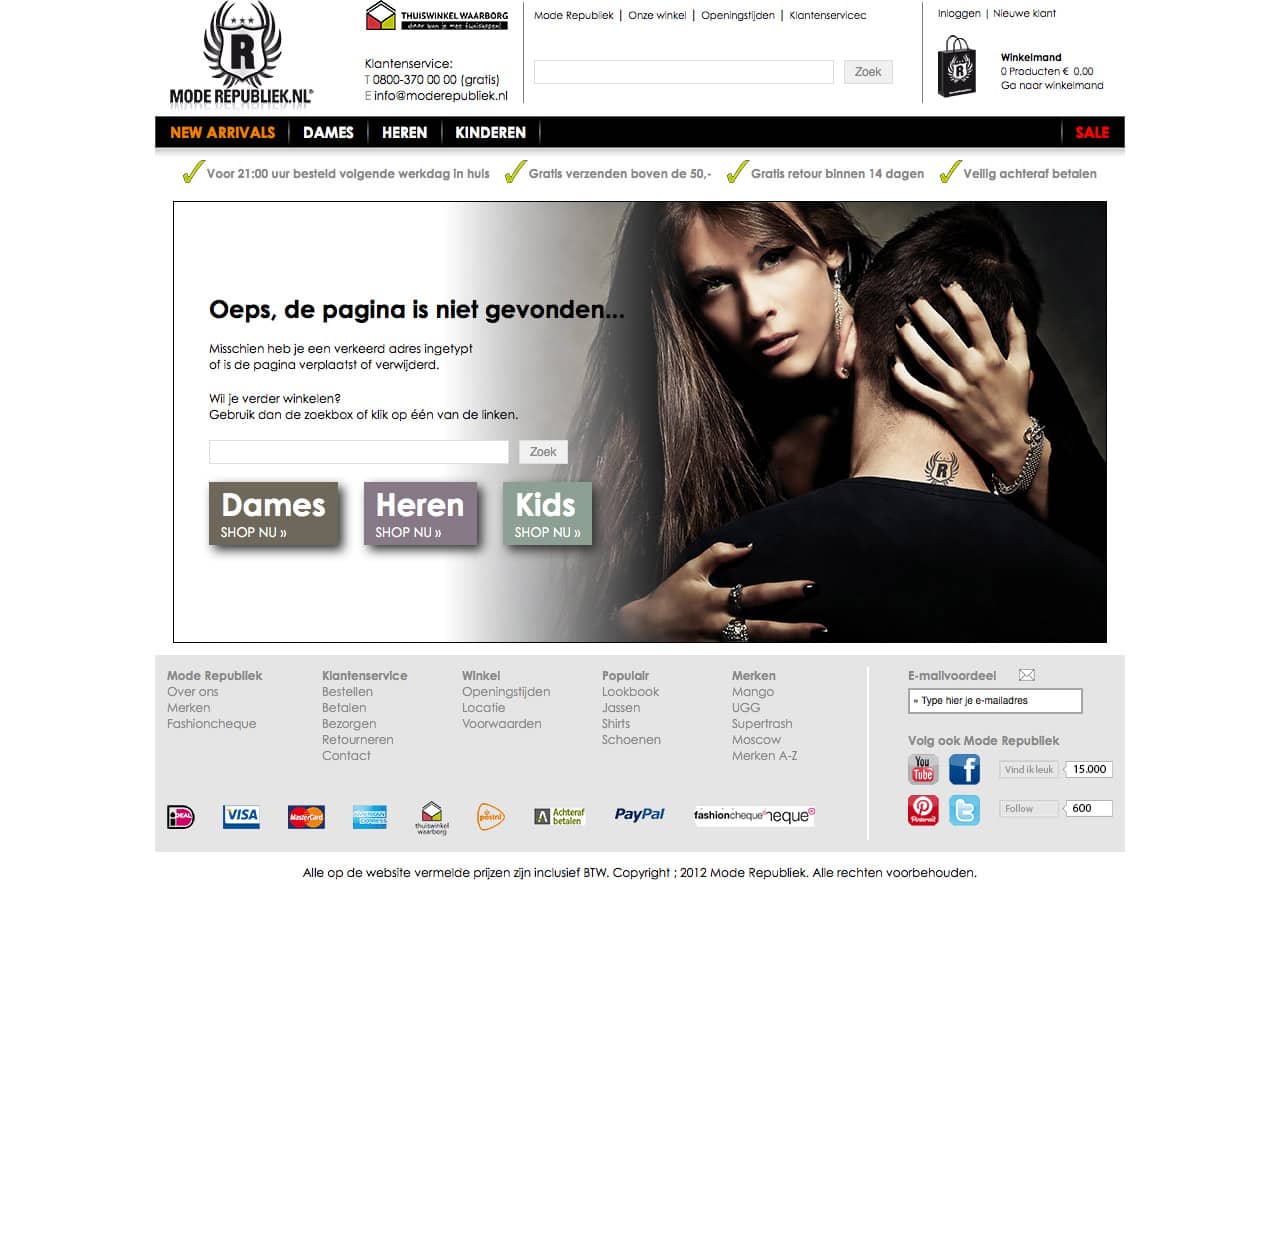 R
MODE REPUBLIEK.NL®
THUISWINKEL WAARBORG
daar kun je mee thuiskopen!
Klantenservice:
T 0800-370 00 00 (gratis)
E info@moderepubliek.nl
Mode Republiek | Onze winkel | Openingstijden | Klantenservicec
Zoek
Inloggen | Nieuwe klant
R
Winkelmand
0 Producten € 0,00
Ga naar winkelmand
NEW ARRIVALS DAMES HEREN KINDEREN SALE
Voor 21:00 uur besteld volgende werkdag in huis Gratis verzenden boven de 50,- Gratis retour binnen 14 dagen Veilig achteraf betalen
Oeps, de pagina is niet gevonden...
Misschien heb je een verkeerd adres ingetypt
of is de pagina verplaatst of verwijderd.
Wil je verder winkelen?
Gebruik dan de zoekbox of klik op één van de linken.
Zoek
Dames
SHOP NU »
Heren
SHOP NU »
Kids
SHOP NU »
R
Mode Republiek
Over ons
Merken
Fashioncheque
Klantenservice
Bestellen
Betalen
Bezorgen
Retourneren
Contact
Winkel
Openingstijden
Locatie
Voorwaarden
Populair
Lookbook
Jassen
Shirts
Schoenen
Merken
Mango
UGG
Supertrash
Moscow
Merken A-Z
E-mailvoordeel
» Type hier je e-mailadres
Volg ook Mode Republiek
You
Tube
f
Vind ik leuk 15.000
Pinterest
t
Follow 600
iDEAL
VISA
MasterCard
AMERICAN
EXPRESS
thuiswinkel
waarborg
postnl
Achteraf
betalen
PayPal
fashioncheque
heque
Alle op de website vermelde prijzen zijn inclusief BTW. Copyright ; 2012 Mode Republiek. Alle rechten voorbehouden.